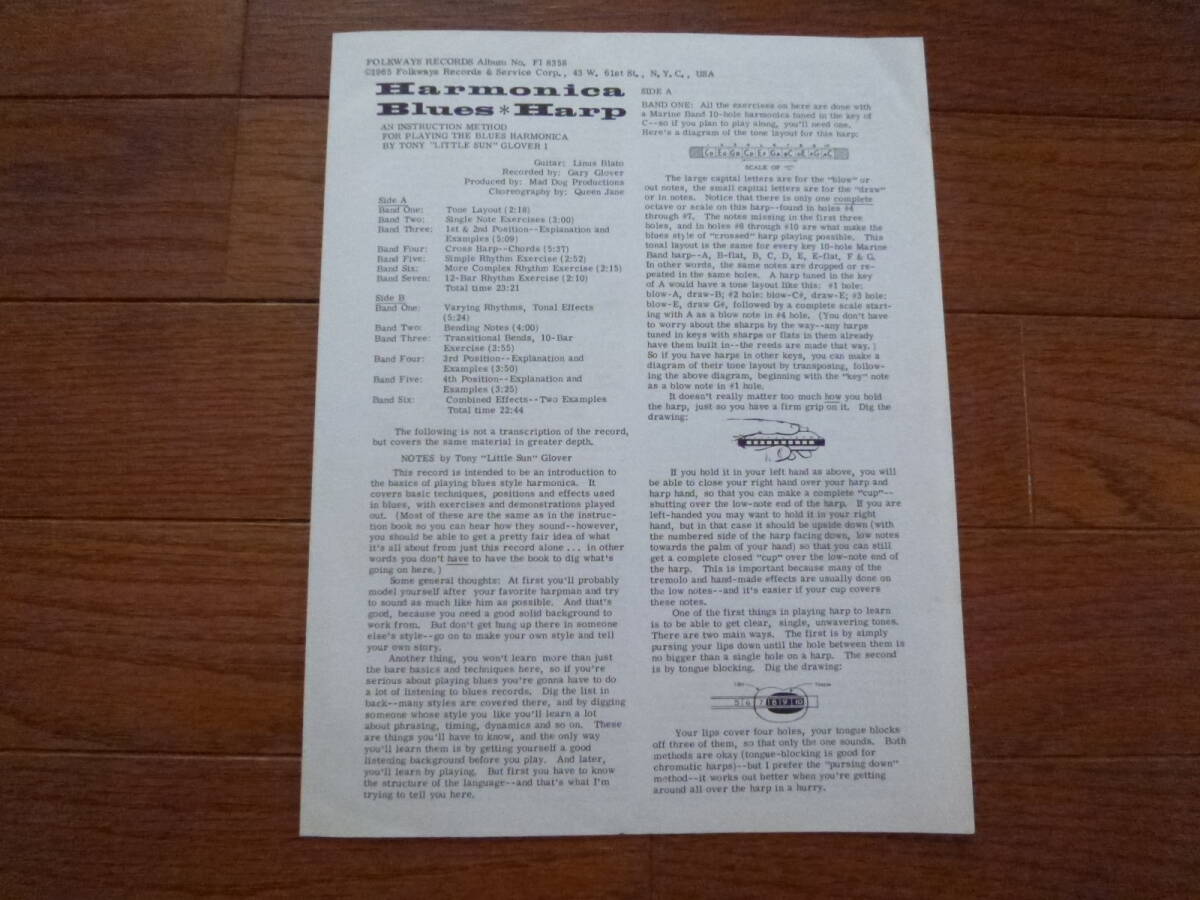 FOLKWAYS RECORDS Album No. FI 8358
©1965 Folkways Records & Service Corp., 43 W. 61st St., N.Y.C., USA
Harmonica
Blues*Harp
AN INSTRUCTION METHOD
FOR PLAYING THE BLUES HARMONICA
BY TONY "LITTLE SUN" GLOVER I
Guitar: Linus Blato
Recorded by: Gary Glover
Produced by: Mad Dog Productions
Choreography by: Queen Jane
Side A
Band One: Tone Layout (2:18)
Band Two: Single Note Exercises (3:00)
Band Three: 1st & 2nd Position--Explanation and
Examples (5:09)
Band Four: Cross Harp--Chords (5:37)
Band Five: Simple Rhythm Exercise (2:52)
Band Six: More Complex Rhythm Exercise (2:15)
Band Seven: 12-Bar Rhythm Exercise (2:10)
Total time 23:21
Side B
Band One: Varying Rhythms, Tonal Effects
(5:24)
Band Two: Bending Notes (4:00)
Band Three: Transitional Bends, 10-Bar
Exercise (3:55)
Band Four: 3rd Position--Explanation and
Examples (3:50)
Band Five: 4th Position--Explanation and
Examples (3:25)
Band Six: Combined Effects--Two Examples
Total time 22:44
The following is not a transcription of the record,
but covers the same material in greater depth.
NOTES by Tony "Little Sun" Glover
This record is intended to be an introduction to
the basics of playing blues style harmonica. It
covers basic techniques, positions and effects used
in blues, with exercises and demonstrations played
out. (Most of these are the same as in the instruc-
tion book so you can hear how they sound--however,
you should be able to get a pretty fair idea of what
it's all about from just this record alone ... in other
words you don't have to have the book to dig what's
going on here.)
Some general thoughts: At first you'll probably
model yourself after your favorite harpman and try
to sound as much like him as possible. And that's
good, because you need a good solid background to
work from. But don't get hung up there in someone
else's style--go on to make your own style and tell
your own story.
Another thing, you won't learn more than just
the bare basics and techniques here, so if you're
serious about playing blues you're gonna have to do
a lot of listening to blues records. Dig the list in
back--many styles are covered there, and by digging
someone whose style you like you'll learn a lot
about phrasing, timing, dynamics and so on. These
are things you'll have to know, and the only way
you'll learn them is by getting yourself a good
listening background before you play. And later,
you'll learn by playing. But first you have to know
the structure of the language--and that's what I'm
trying to tell you here.
SIDE A
BAND ONE: All the exercises on here are done with
a Marine Band 10-hole harmonica tuned in the key of
C--so if you plan to play along, you'll need one.
Here's a diagram of the tone layout for this harp:
SCALE OF "C"
The large capital letters are for the "blow" or
out notes, the small capital letters are for the "draw"
or in notes. Notice that there is only one complete
octave or scale on this harp--found in holes #4
through #7. The notes missing in the first three
holes, and in holes #8 through #10 are what make the
blues style of "crossed" harp playing possible. This
tonal layout is the same for every key 10-hole Marine
Band harp--A, B-flat, B, C, D, E, E-flat, F & G.
In other words, the same notes are dropped or re-
peated in the same holes. A harp tuned in the key
of A would have a tone layout like this: #1 hole:
blow-A, draw-B; #2 hole: blow-C#, draw-E; #3 hole:
blow-E, draw G#, followed by a complete scale start-
ing with A as a blow note in #4 hole. (You don't have
to worry about the sharps by the way--any harps
tuned in keys with sharps or flats in them already
have them built in--the reeds are made that way.)
So if you have harps in other keys, you can make a
diagram of their tone layout by transposing, follow-
ing the above diagram, beginning with the "key" note
as a blow note in #1 hole.
It doesn't really matter too much how you hold
the harp, just so you have a firm grip on it. Dig the
drawing:
If you hold it in your left hand as above, you will
be able to close your right hand over your harp and
harp hand, so that you can make a complete "cup"--
shutting over the low-note end of the harp. If you are
left-handed you may want to hold it in your right
hand, but in that case it should be upside down (with
the numbered side of the harp facing down, low notes
towards the palm of your hand) so that you can still
get a complete closed "cup" over the low-note end of
the harp. This is important because many of the
tremolo and hand-made effects are usually done on
the low notes--and it's easier if your cup covers
these notes.
One of the first things in playing harp to learn
is to be able to get clear, single, unwavering tones.
There are two main ways. The first is by simply
pursing your lips down until the hole between them is
no bigger than a single hole on a harp. The second
is by tongue blocking. Dig the drawing:
Lips Tongue
5 6 7 8 9 10
Your lips cover four holes, your tongue blocks
off three of them, so that only the one sounds. Both
methods are okay (tongue-blocking is good for
chromatic harps)--but I prefer the "pursing down"
method--it works out better when you're getting
around all over the harp in a hurry.